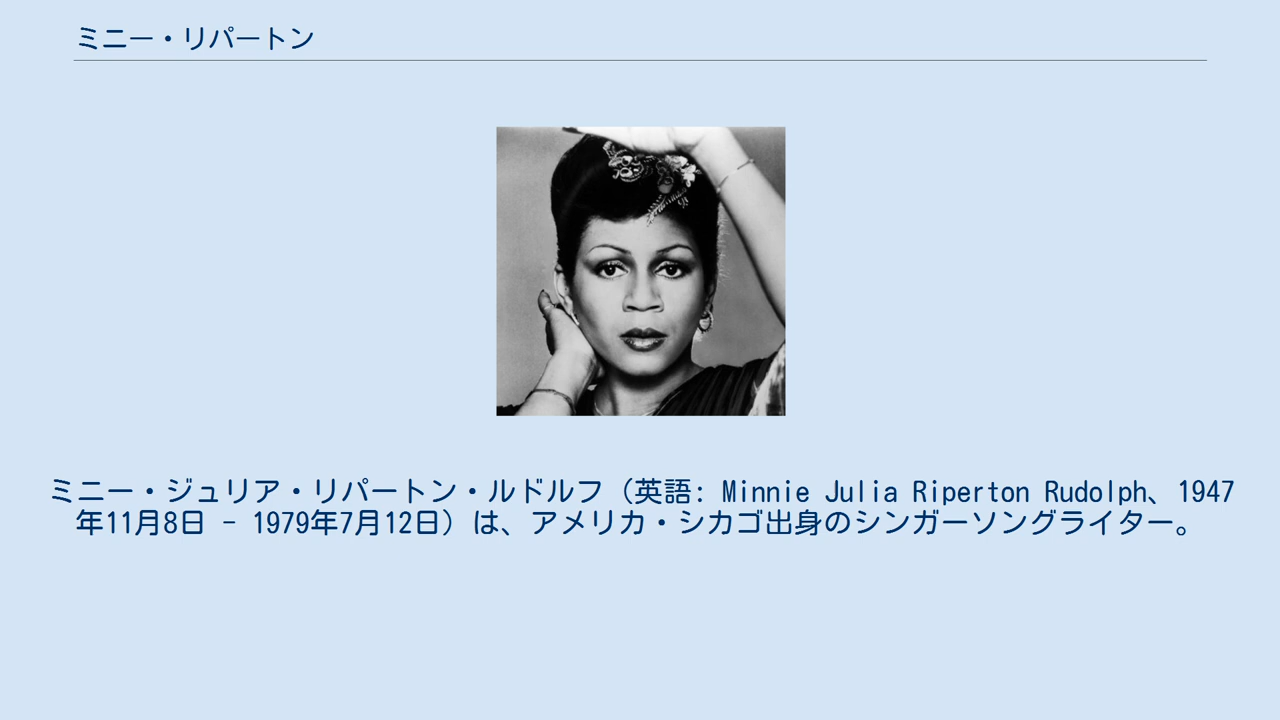 ミニー・リパートン
ミニー・ジュリア・リパートン・ルドルフ（英語: Minnie Julia Riperton Rudolph、1947
年11月8日 - 1979年7月12日）は、アメリカ・シカゴ出身のシンガーソングライター。